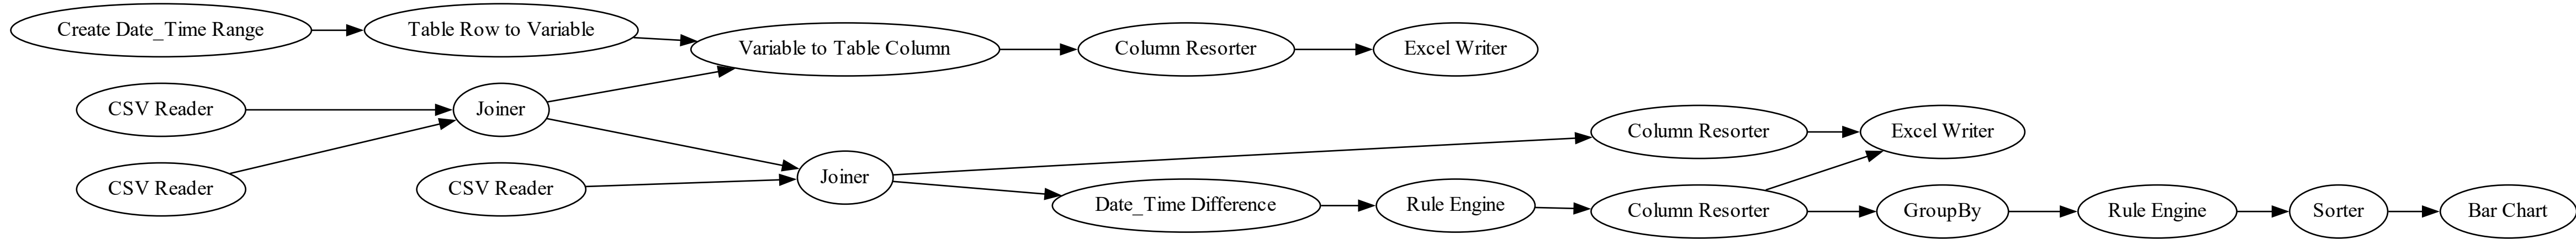 Create Date_Time Range
Table Row to Variable
Variable to Table Column
Column Resorter
Excel Writer
CSV Reader
Joiner
CSV Reader
CSV Reader
Joiner
Column Resorter
Excel Writer
Date_Time Difference
Rule Engine
Column Resorter
GroupBy
Rule Engine
Sorter
Bar Chart